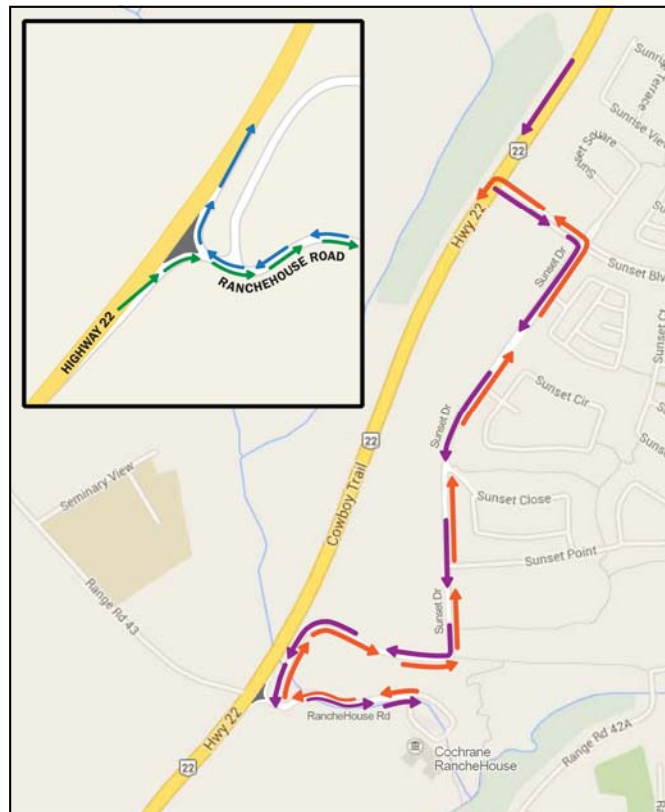 HIGHWAY 22
RANCHEHOUSE ROAD
22
Hwy 22
Sunrise View
Sunset Square
Sunset Blv
Sunset Dr
Sunset Cir
Sunset Dr
22
Cowboy Trail
Seminary View
Sunset Close
Range Rd 43
Sunset Point
Sunset Dr
Hwy 22
RancheHouse Rd
22
Cochrane
RancheHouse
Range Rd 42A